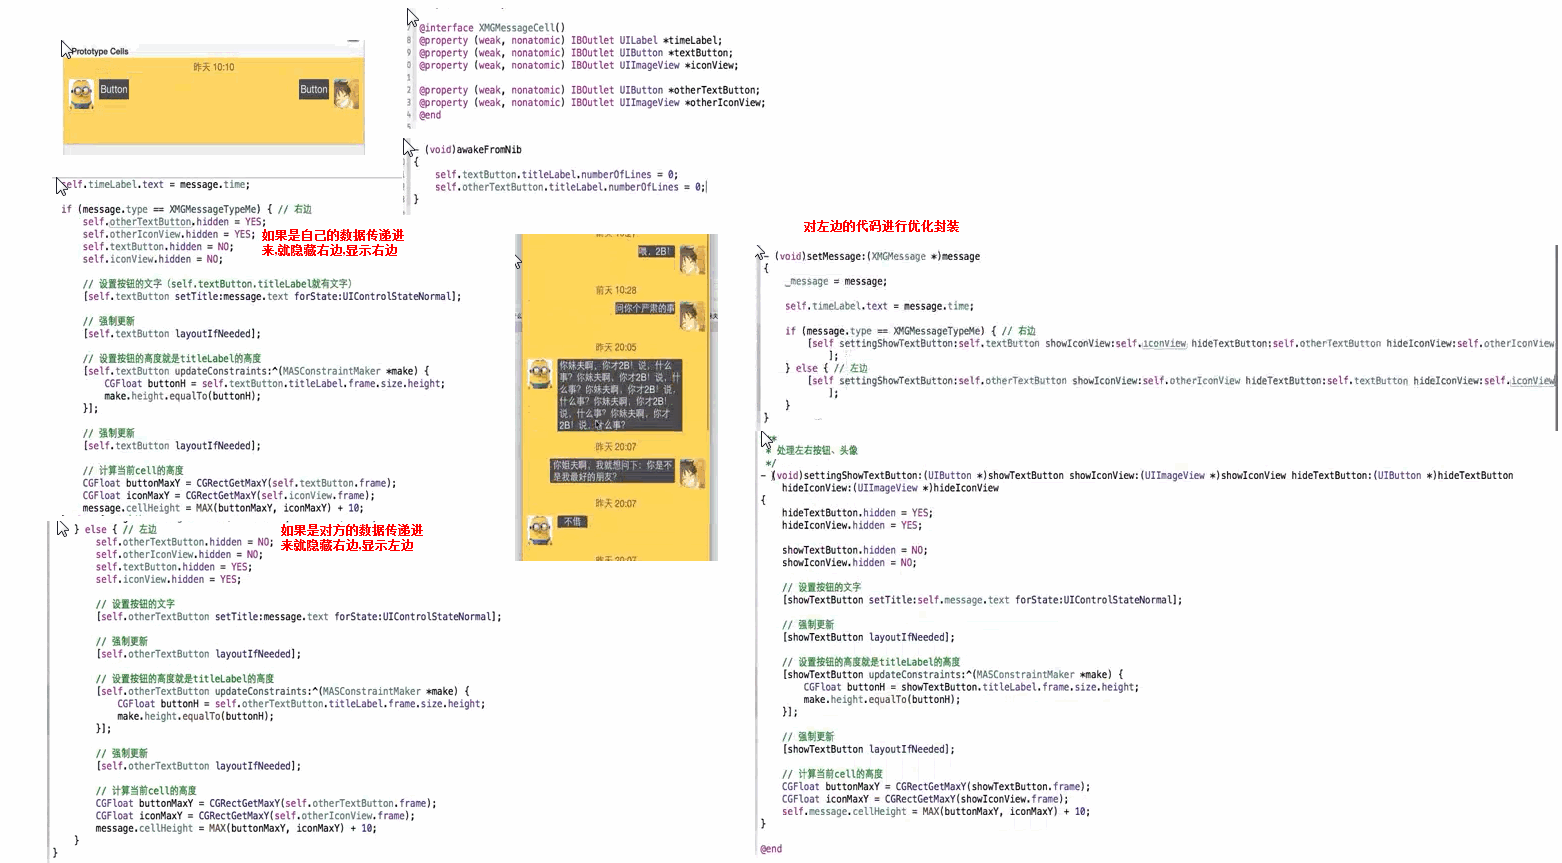 Prototype Cells
昨天 10:10
Button
Button
@interface XMGMessageCell()
@property (weak, nonatomic) IBOutlet UILabel *timeLabel;
@property (weak, nonatomic) IBOutlet UIButton *textButton;
@property (weak, nonatomic) IBOutlet UIImageView *iconView;
@property (weak, nonatomic) IBOutlet UIButton *otherTextButton;
@property (weak, nonatomic) IBOutlet UIImageView *otherIconView;
@end
- (void)awakeFromNib
{
self.textButton.titleLabel.numberOfLines = 0;
self.otherTextButton.titleLabel.numberOfLines = 0;
}
self.timeLabel.text = message.time;
if (message.type == XMGMessageTypeMe) { // 右边
self.otherTextButton.hidden = YES;
self.otherIconView.hidden = YES;
self.textButton.hidden = NO;
self.iconView.hidden = NO;
如果是自己的数据传递进
来,就隐藏右边,显示右边
// 设置按钮的文字（self.textButton.titleLabel就有文字）
[self.textButton setTitle:message.text forState:UIControlStateNormal];
// 强制更新
[self.textButton layoutIfNeeded];
// 设置按钮的高度就是titleLabel的高度
[self.textButton updateConstraints:^(MASConstraintMaker *make) {
CGFloat buttonH = self.textButton.titleLabel.frame.size.height;
make.height.equalTo(buttonH);
}];
// 强制更新
[self.textButton layoutIfNeeded];
// 计算当前cell的高度
CGFloat buttonMaxY = CGRectGetMaxY(self.textButton.frame);
CGFloat iconMaxY = CGRectGetMaxY(self.iconView.frame);
message.cellHeight = MAX(buttonMaxY, iconMaxY) + 10;
} else { // 左边
self.otherTextButton.hidden = NO;
self.otherIconView.hidden = NO;
self.textButton.hidden = YES;
self.iconView.hidden = YES;
如果是对方的数据传递进
来就隐藏右边,显示左边
// 设置按钮的文字
[self.otherTextButton setTitle:message.text forState:UIControlStateNormal];
// 强制更新
[self.otherTextButton layoutIfNeeded];
// 设置按钮的高度就是titleLabel的高度
[self.otherTextButton updateConstraints:^(MASConstraintMaker *make) {
CGFloat buttonH = self.otherTextButton.titleLabel.frame.size.height;
make.height.equalTo(buttonH);
}];
// 强制更新
[self.otherTextButton layoutIfNeeded];
// 计算当前cell的高度
CGFloat buttonMaxY = CGRectGetMaxY(self.otherTextButton.frame);
CGFloat iconMaxY = CGRectGetMaxY(self.otherIconView.frame);
message.cellHeight = MAX(buttonMaxY, iconMaxY) + 10;
}
}
喂，2B!
前天 10:28
问你个严肃的事
昨天 20:05
你妹夫啊，你才2B！说，什
么事？你妹夫啊，你才2B！说，什
么事？你妹夫啊，你才2B！说，
什么事？你妹夫啊，你才2B！
说，什么事？你妹夫啊，你才
2B！说，什么事？
昨天 20:07
你姐夫啊，我就想问下：你是不
是我最好的朋友？
昨天 20:07
不借
昨天 20:07
对左边的代码进行优化封装
- (void)setMessage:(XMGMessage *)message
{
_message = message;
self.timeLabel.text = message.time;
if (message.type == XMGMessageTypeMe) { // 右边
[self settingShowTextButton:self.textButton showIconView:self.iconView hideTextButton:self.otherTextButton hideIconView:self.otherIconView
];
} else { // 左边
[self settingShowTextButton:self.otherTextButton showIconView:self.otherIconView hideTextButton:self.textButton hideIconView:self.iconView
];
}
}
* 处理左右按钮、头像
*/
- (void)settingShowTextButton:(UIButton *)showTextButton showIconView:(UIImageView *)showIconView hideTextButton:(UIButton *)hideTextButton
hideIconView:(UIImageView *)hideIconView
{
hideTextButton.hidden = YES;
hideIconView.hidden = YES;
showTextButton.hidden = NO;
showIconView.hidden = NO;
// 设置按钮的文字
[showTextButton setTitle:self.message.text forState:UIControlStateNormal];
// 强制更新
[showTextButton layoutIfNeeded];
// 设置按钮的高度就是titleLabel的高度
[showTextButton updateConstraints:^(MASConstraintMaker *make) {
CGFloat buttonH = showTextButton.titleLabel.frame.size.height;
make.height.equalTo(buttonH);
}];
// 强制更新
[showTextButton layoutIfNeeded];
// 计算当前cell的高度
CGFloat buttonMaxY = CGRectGetMaxY(showTextButton.frame);
CGFloat iconMaxY = CGRectGetMaxY(showIconView.frame);
self.message.cellHeight = MAX(buttonMaxY, iconMaxY) + 10;
}
@end